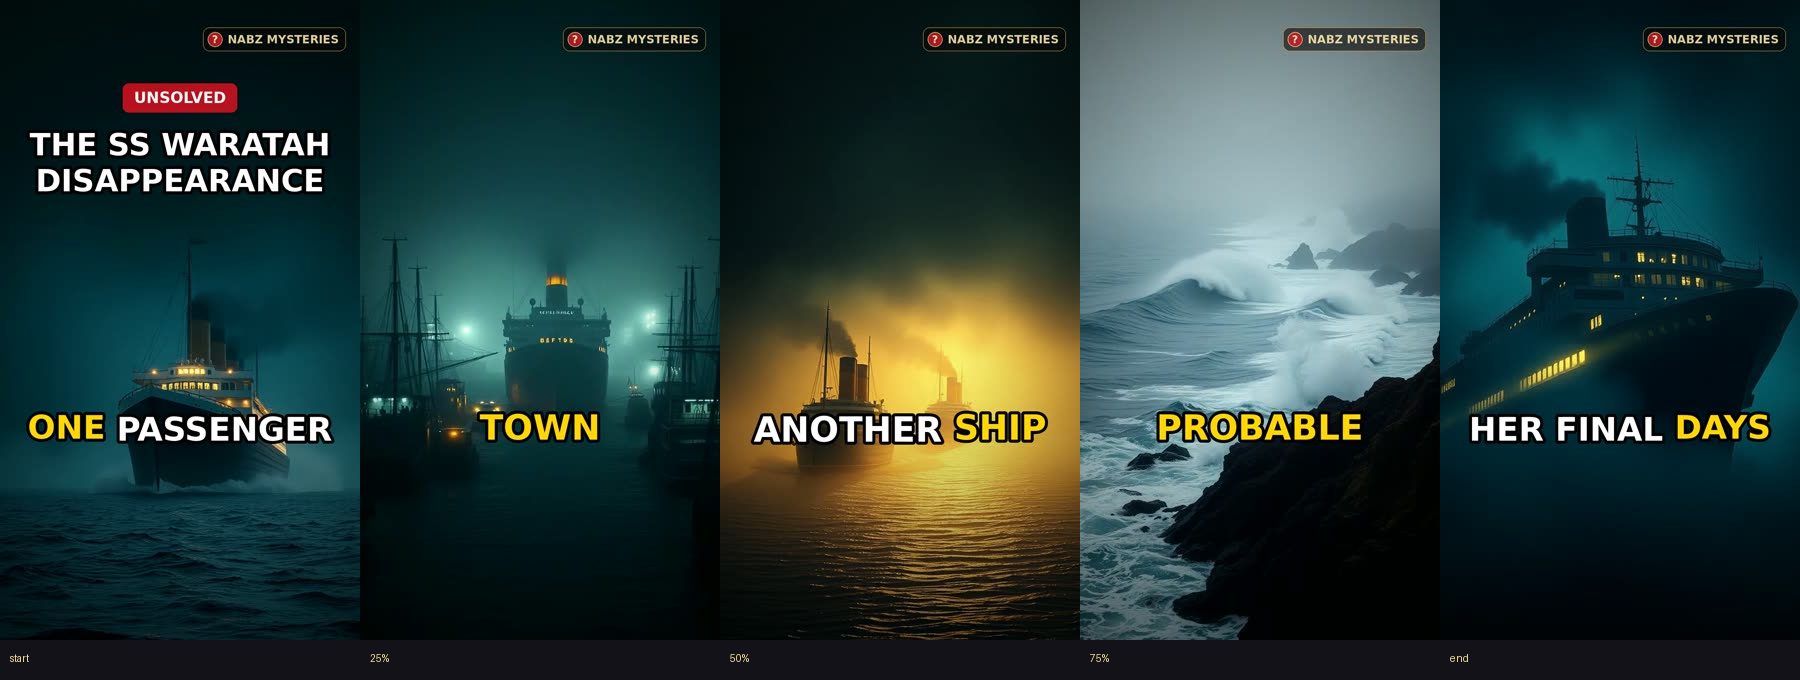 ? NABZ MYSTERIES
UNSOLVED
THE SS WARATAH
DISAPPEARANCE
ONE PASSENGER
start
? NABZ MYSTERIES
TOWN
25%
? NABZ MYSTERIES
ANOTHER SHIP
50%
? NABZ MYSTERIES
PROBABLE
75%
? NABZ MYSTERIES
HER FINAL DAYS
end